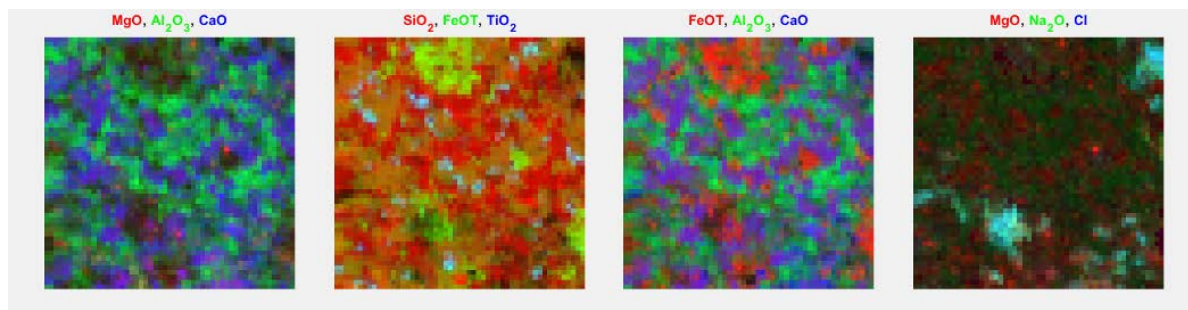 MgO, Al₂O₃, CaO
SiO₂, FeOT, TiO₂
FeOT, Al₂O₃, CaO
MgO, Na₂O, Cl